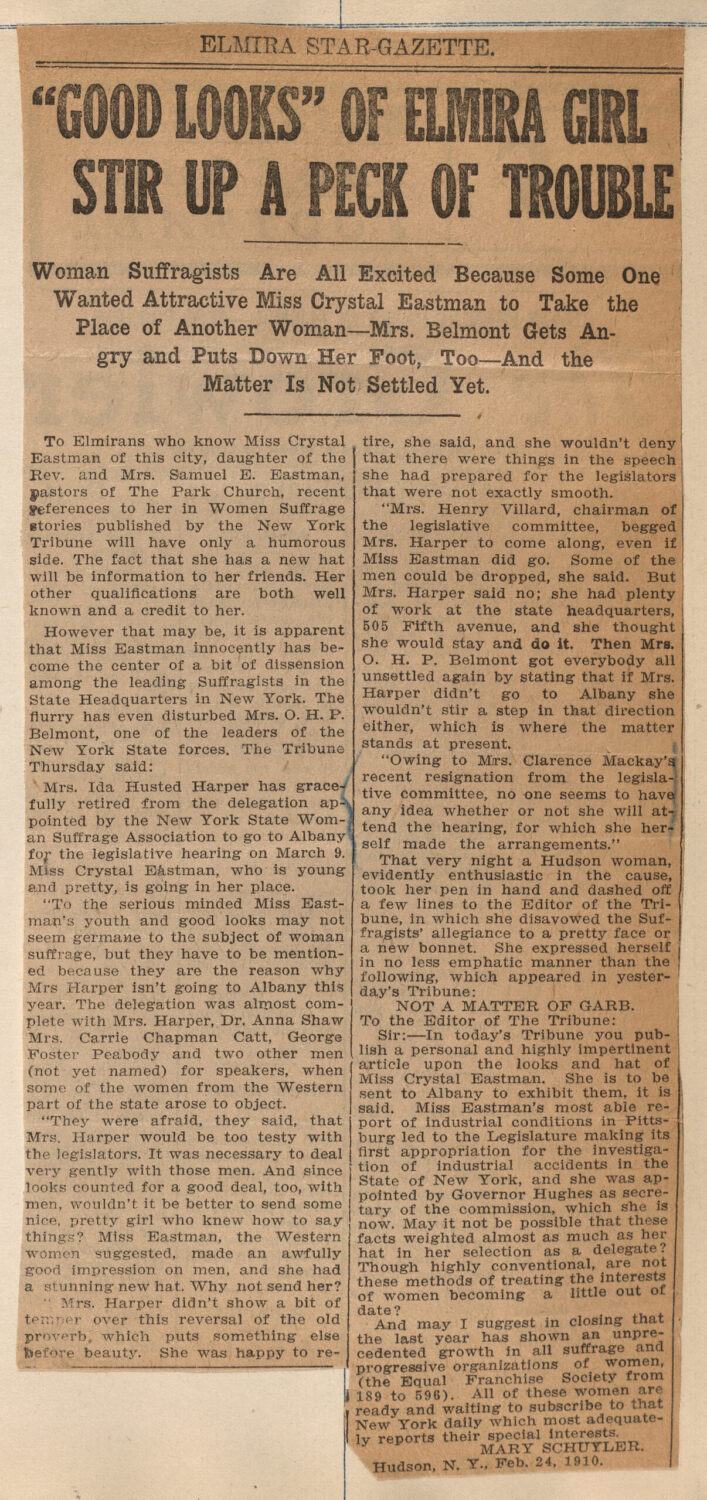 ELMIRA STAR-GAZETTE.
"GOOD LOOKS" OF ELMIRA GIRL
STIR UP A PECK OF TROUBLE
Woman Suffragists Are All Excited Because Some One
Wanted Attractive Miss Crystal Eastman to Take the
Place of Another Woman—Mrs. Belmont Gets An-
gry and Puts Down Her Foot, Too—And the
Matter Is Not Settled Yet.
To Elmirans who know Miss Crystal
Eastman of this city, daughter of the
Rev. and Mrs. Samuel E. Eastman,
pastors of The Park Church, recent
references to her in Women Suffrage
stories published by the New York
Tribune will have only a humorous
side. The fact that she has a new hat
will be information to her friends. Her
other qualifications are both well
known and a credit to her.
However that may be, it is apparent
that Miss Eastman innocently has be-
come the center of a bit of dissension
among the leading Suffragists in the
State Headquarters in New York. The
flurry has even disturbed Mrs. O. H. P.
Belmont, one of the leaders of the
New York State forces. The Tribune
Thursday said:
Mrs. Ida Husted Harper has grace-
fully retired from the delegation ap-
pointed by the New York State Wom-
an Suffrage Association to go to Albany
for the legislative hearing on March 9.
Miss Crystal Eastman, who is young
and pretty, is going in her place.
"To the serious minded Miss East-
man's youth and good looks may not
seem germane to the subject of woman
suffrage, but they have to be mention-
ed because they are the reason why
Mrs Harper isn't going to Albany this
year. The delegation was almost com-
plete with Mrs. Harper, Dr. Anna Shaw
Mrs. Carrie Chapman Catt, George
Foster Peabody and two other men
(not yet named) for speakers, when
some of the women from the Western
part of the state arose to object.
"They were afraid, they said, that
Mrs. Harper would be too testy with
the legislators. It was necessary to deal
very gently with those men. And since
looks counted for a good deal, too, with
men, wouldn't it be better to send some
nice, pretty girl who knew how to say
things? Miss Eastman, the Western
women suggested, made an awfully
good impression on men, and she had
a stunning new hat. Why not send her?
" Mrs. Harper didn't show a bit of
temper over this reversal of the old
proverb, which puts something else
before beauty. She was happy to re-
tire, she said, and she wouldn't deny
that there were things in the speech
she had prepared for the legislators
that were not exactly smooth.
"Mrs. Henry Villard, chairman of
the legislative committee, begged
Mrs. Harper to come along, even if
Miss Eastman did go. Some of the
men could be dropped, she said. But
Mrs. Harper said no; she had plenty
of work at the state headquarters,
505 Fifth avenue, and she thought
she would stay and do it. Then Mrs.
O. H. P. Belmont got everybody all
unsettled again by stating that if Mrs.
Harper didn't go to Albany she
wouldn't stir a step in that direction
either, which is where the matter
stands at present.
"Owing to Mrs. Clarence Mackay's
recent resignation from the legisla-
tive committee, no one seems to have
any idea whether or not she will at-
tend the hearing, for which she her-
self made the arrangements."
That very night a Hudson woman,
evidently enthusiastic in the cause,
took her pen in hand and dashed off
a few lines to the Editor of the Tri-
bune, in which she disavowed the Suf-
fragists' allegiance to a pretty face or
a new bonnet. She expressed herself
in no less emphatic manner than the
following, which appeared in yester-
day's Tribune:
NOT A MATTER OF GARB.
To the Editor of The Tribune:
Sir:—In today's Tribune you pub-
lish a personal and highly impertinent
article upon the looks and hat of
Miss Crystal Eastman. She is to be
sent to Albany to exhibit them, it is
said. Miss Eastman's most able re-
port of industrial conditions in Pitts-
burg led to the Legislature making its
first appropriation for the investiga-
tion of industrial accidents in the
State of New York, and she was ap-
pointed by Governor Hughes as secre-
tary of the commission, which she is
now. May it not be possible that these
facts weighted almost as much as her
hat in her selection as a delegate?
Though highly conventional, are not
these methods of treating the interests
of women becoming a little out of
date?
And may I suggest in closing that
the last year has shown an unpre-
cedented growth in all suffrage and
progressive organizations of women,
(the Equal Franchise Society from
189 to 596). All of these women are
ready and waiting to subscribe to that
New York daily which most adequate-
ly reports their special interests.
MARY SCHUYLER.
Hudson, N. Y., Feb. 24, 1910.